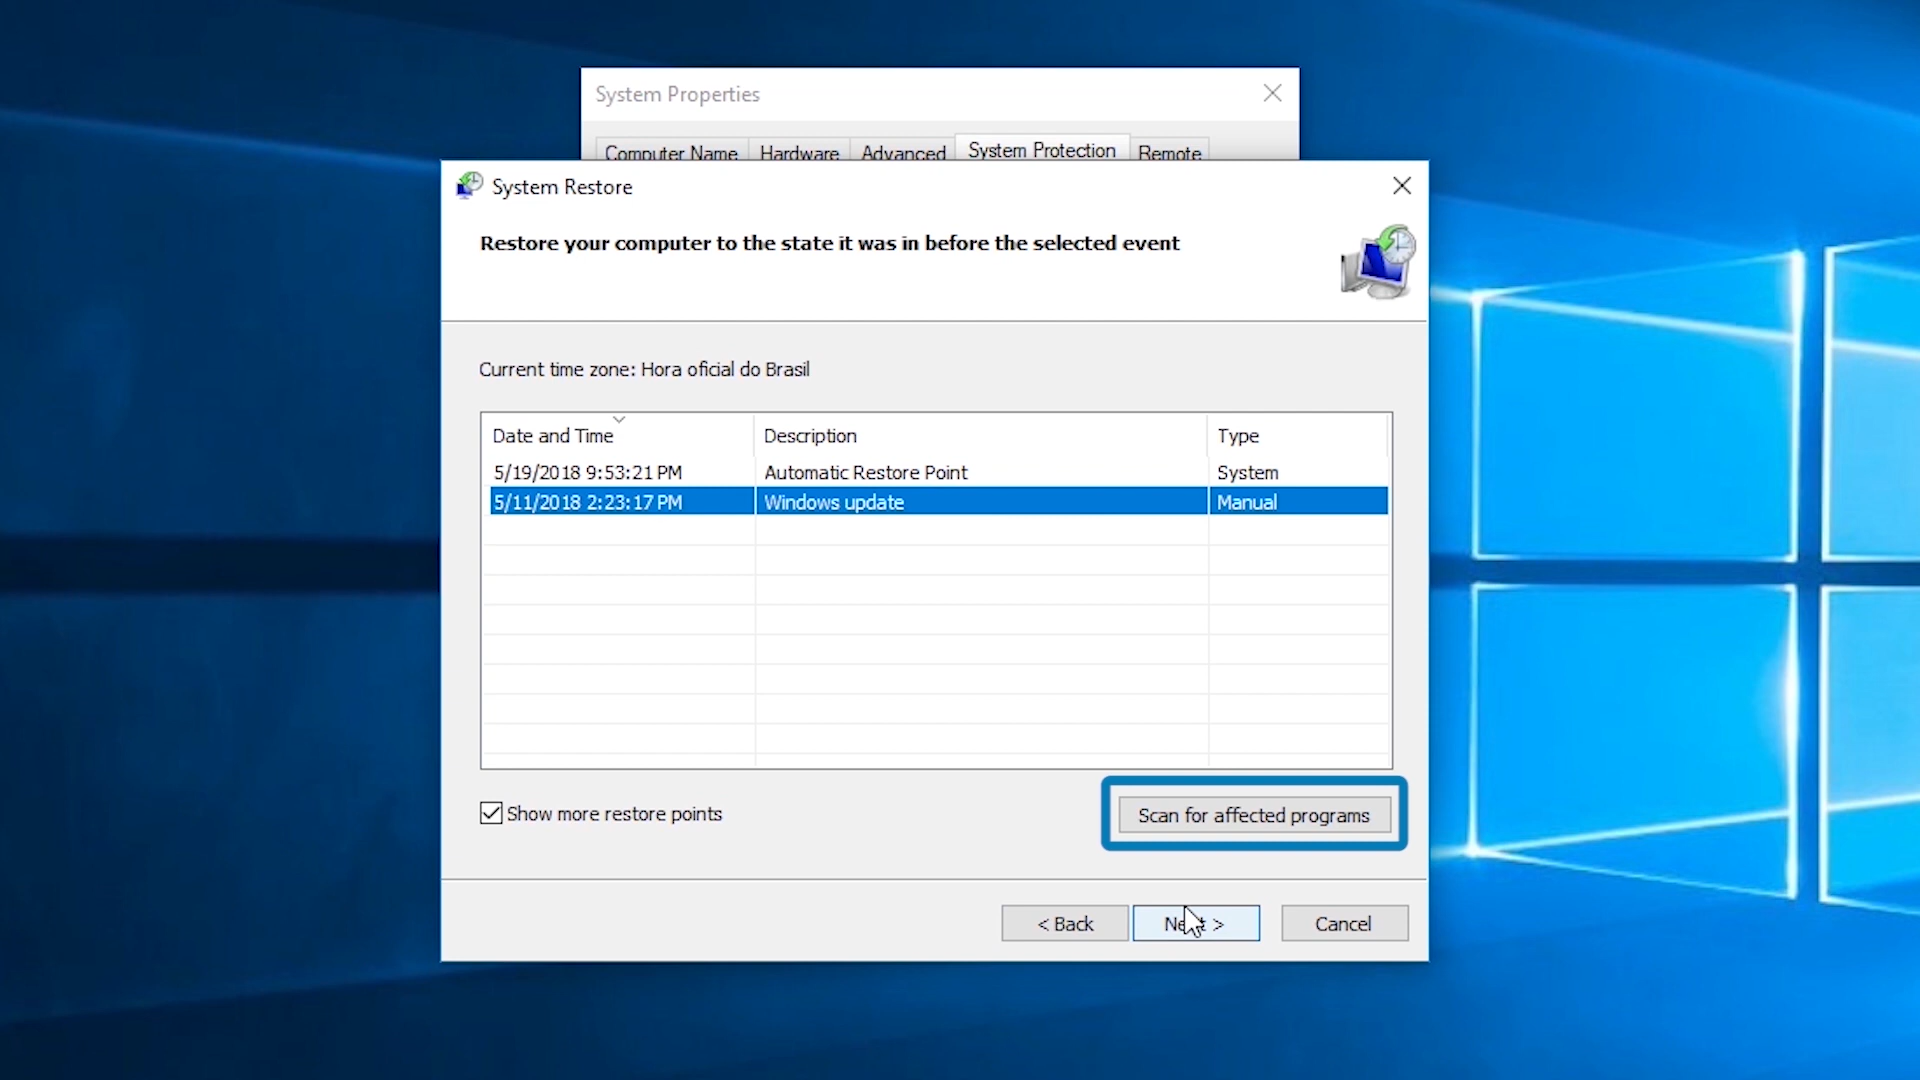 System Properties
Computer Name Hardware Advanced System Protection Remote
System Restore
Restore your computer to the state it was in before the selected event
Current time zone: Hora oficial do Brasil
Date and Time Description Type
5/19/2018 9:53:21 PM Automatic Restore Point System
5/11/2018 2:23:17 PM Windows update Manual
Show more restore points
Scan for affected programs
< Back Next > Cancel